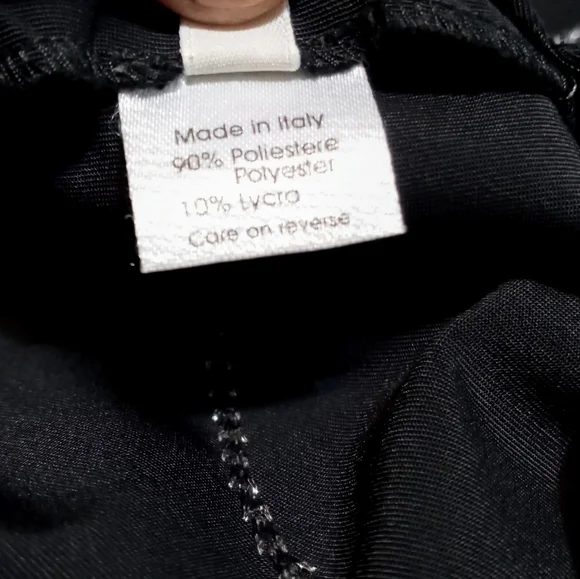 Made in Italy
90% Poliestere
Polyester
10% Lycra
Care on reverse